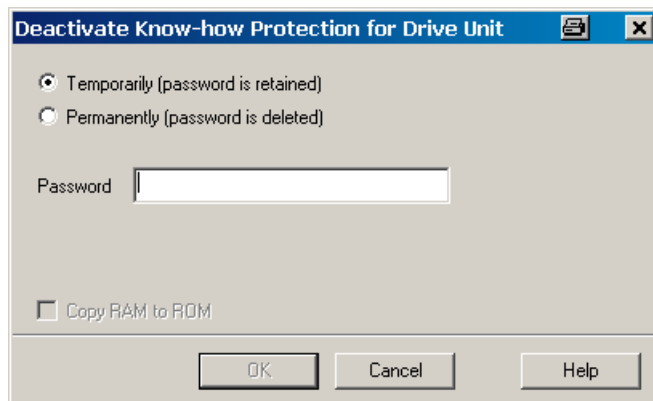 Deactivate Know-how Protection for Drive Unit
Temporarily (password is retained)
Permanently (password is deleted)
Password
Copy RAM to ROM
OK Cancel Help